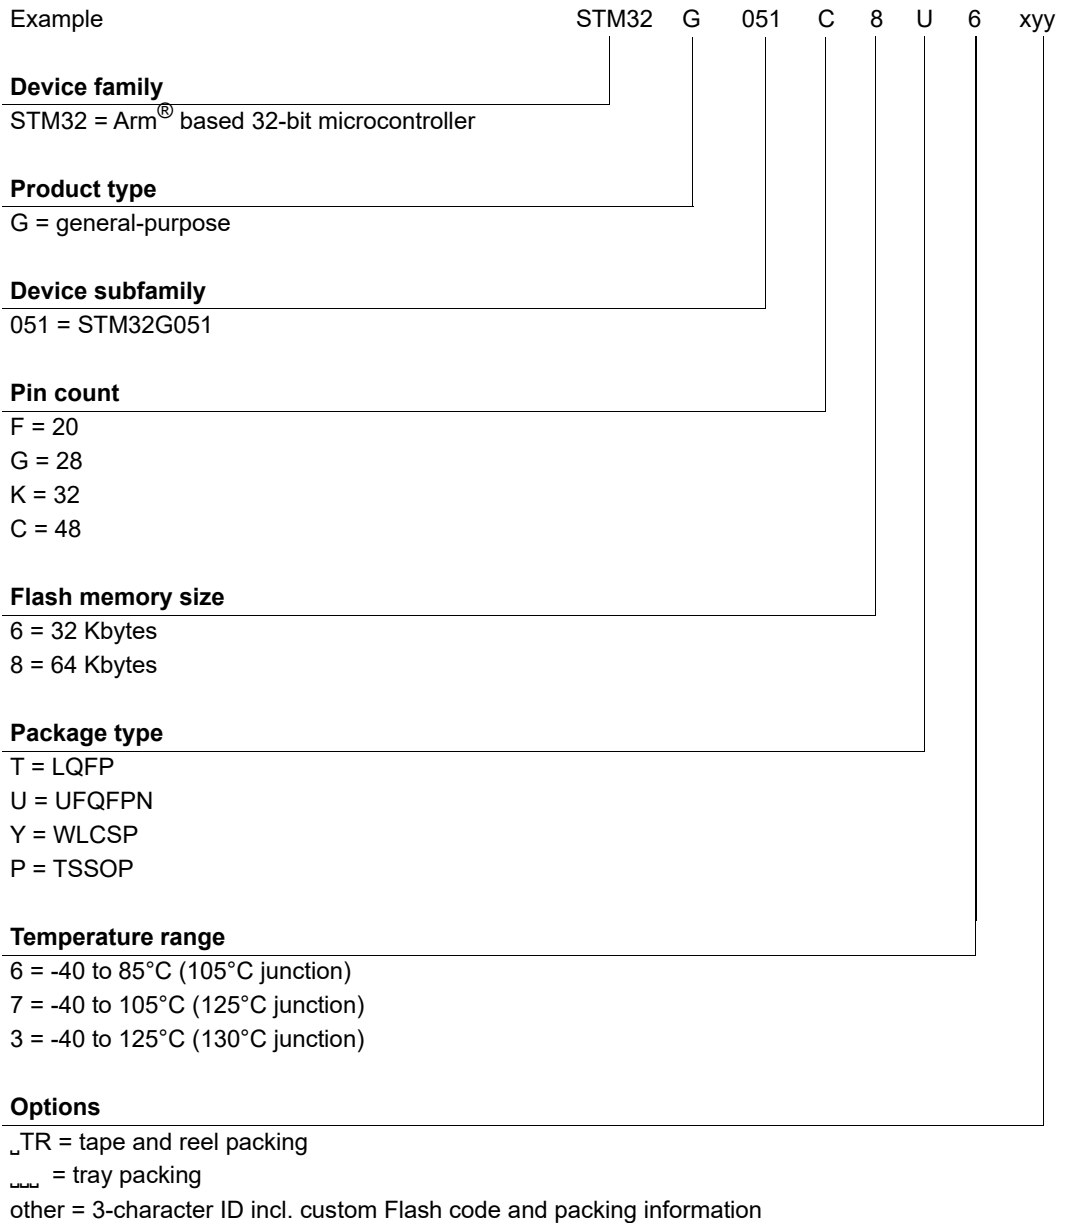 Example STM32 G 051 C 8 U 6 xyy
Device family
STM32 = Arm® based 32-bit microcontroller
Product type
G = general-purpose
Device subfamily
051 = STM32G051
Pin count
F = 20
G = 28
K = 32
C = 48
Flash memory size
6 = 32 Kbytes
8 = 64 Kbytes
Package type
T = LQFP
U = UFQFPN
Y = WLCSP
P = TSSOP
Temperature range
6 = -40 to 85°C (105°C junction)
7 = -40 to 105°C (125°C junction)
3 = -40 to 125°C (130°C junction)
Options
␣TR = tape and reel packing
␣␣␣ = tray packing
other = 3-character ID incl. custom Flash code and packing information